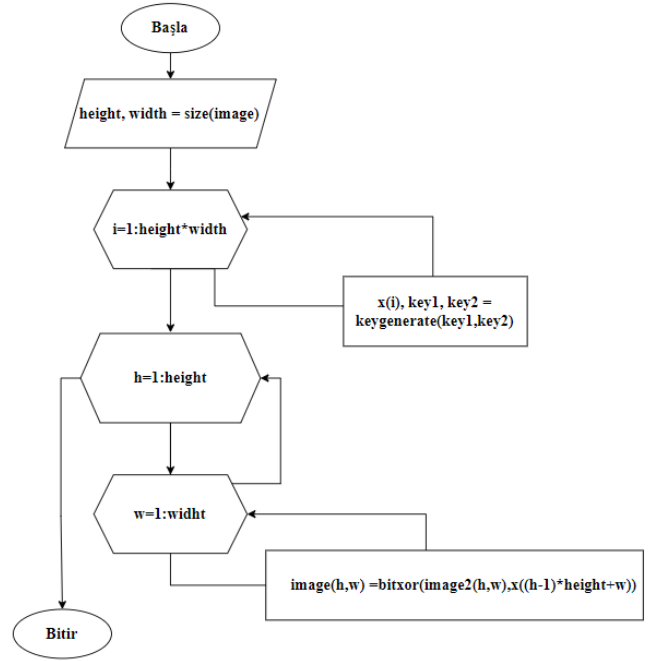 Başla
height, width = size(image)
i=1:height*width
x(i), key1, key2 =
keygenerate(key1,key2)
h=1:height
w=1:widht
image(h,w) =bitxor(image2(h,w),x((h-1)*height+w))
Bitir